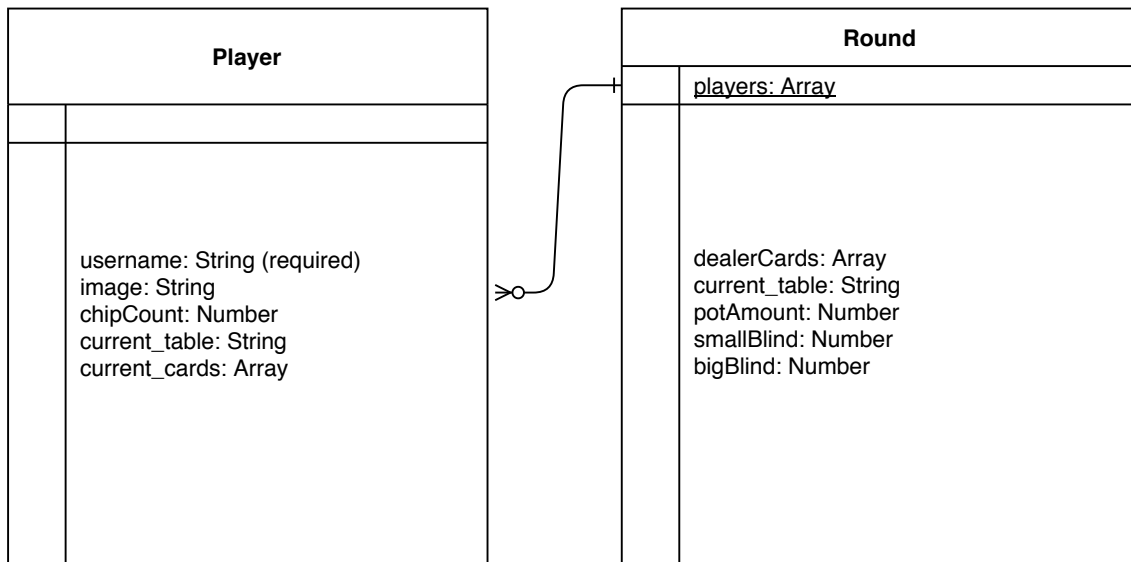 Player
username: String (required)
image: String
chipCount: Number
current_table: String
current_cards: Array
Round
players: Array
dealerCards: Array
current_table: String
potAmount: Number
smallBlind: Number
bigBlind: Number